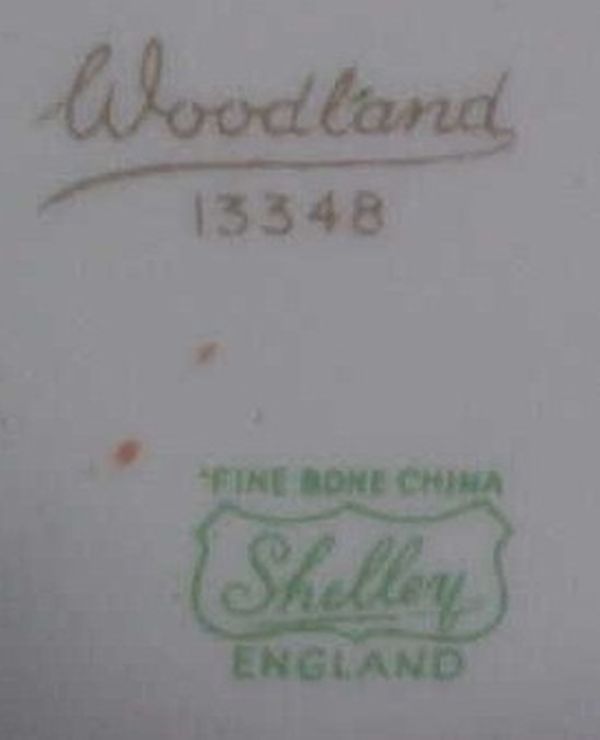 Woodland
13348
"FINE BONE CHINA
Shelley
ENGLAND